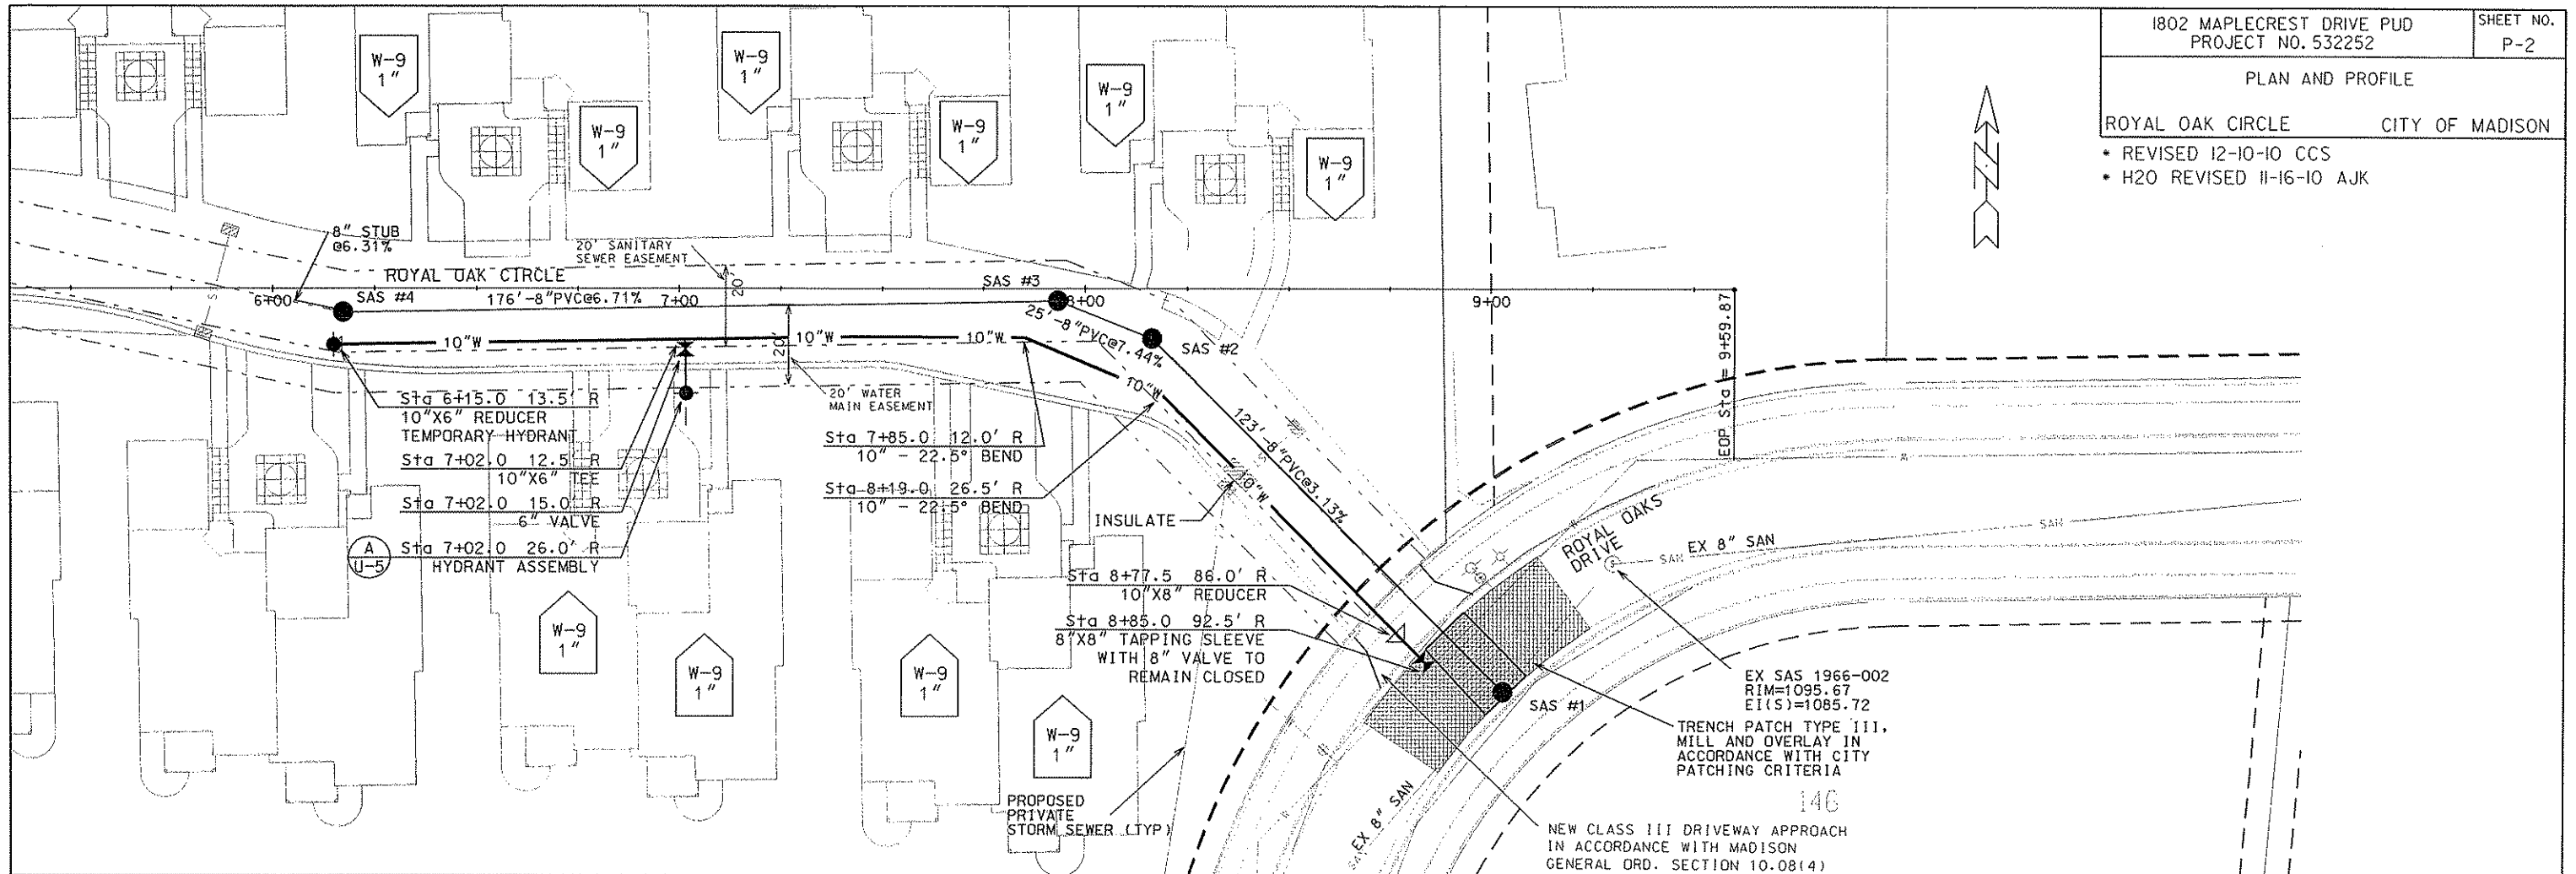 1802 MAPLECREST DRIVE PUD
PROJECT NO. 532252
SHEET NO.
P-2
PLAN AND PROFILE
ROYAL OAK CIRCLE CITY OF MADISON
* REVISED 12-10-10 CCS
* H2O REVISED 11-16-10 AJK
N
W-9
1"
W-9
1"
W-9
1"
W-9
1"
W-9
1"
W-9
1"
8" STUB
@6.31%
20' SANITARY
SEWER EASEMENT
ROYAL OAK CIRCLE
20'
SAS #3
6+00
SAS #4
176'-8"PVC@6.71%
7+00
8+00
9+00
25'-8"PVC@7.44%
SAS #2
10"W
10"W
10"W
10"W
10"W
20'
20' WATER
MAIN EASEMENT
123'-8"PVC@3.13%
EOP Sta = 9+59.87
Sta 6+15.0 13.5' R
10"X6" REDUCER
TEMPORARY HYDRANT
Sta 7+02.0 12.5' R
10"X6" TEE
Sta 7+02.0 15.0' R
6" VALVE
A
U-5
Sta 7+02.0 26.0' R
HYDRANT ASSEMBLY
Sta 7+85.0 12.0' R
10" - 22.5° BEND
Sta 8+19.0 26.5' R
10" - 22.5° BEND
INSULATE
Sta 8+77.5 86.0' R
10"X8" REDUCER
Sta 8+85.0 92.5' R
8"X8" TAPPING SLEEVE
WITH 8" VALVE TO
REMAIN CLOSED
ROYAL OAKS
DRIVE
SAN
EX 8" SAN
SAN
W-9
1"
W-9
1"
W-9
1"
W-9
1"
SAS #1
EX SAS 1966-002
RIM=1095.67
EI(S)=1085.72
TRENCH PATCH TYPE III,
MILL AND OVERLAY IN
ACCORDANCE WITH CITY
PATCHING CRITERIA
146
PROPOSED
PRIVATE
STORM SEWER (TYP)
EX 8" SAN
SAN
NEW CLASS III DRIVEWAY APPROACH
IN ACCORDANCE WITH MADISON
GENERAL ORD. SECTION 10.08(4)